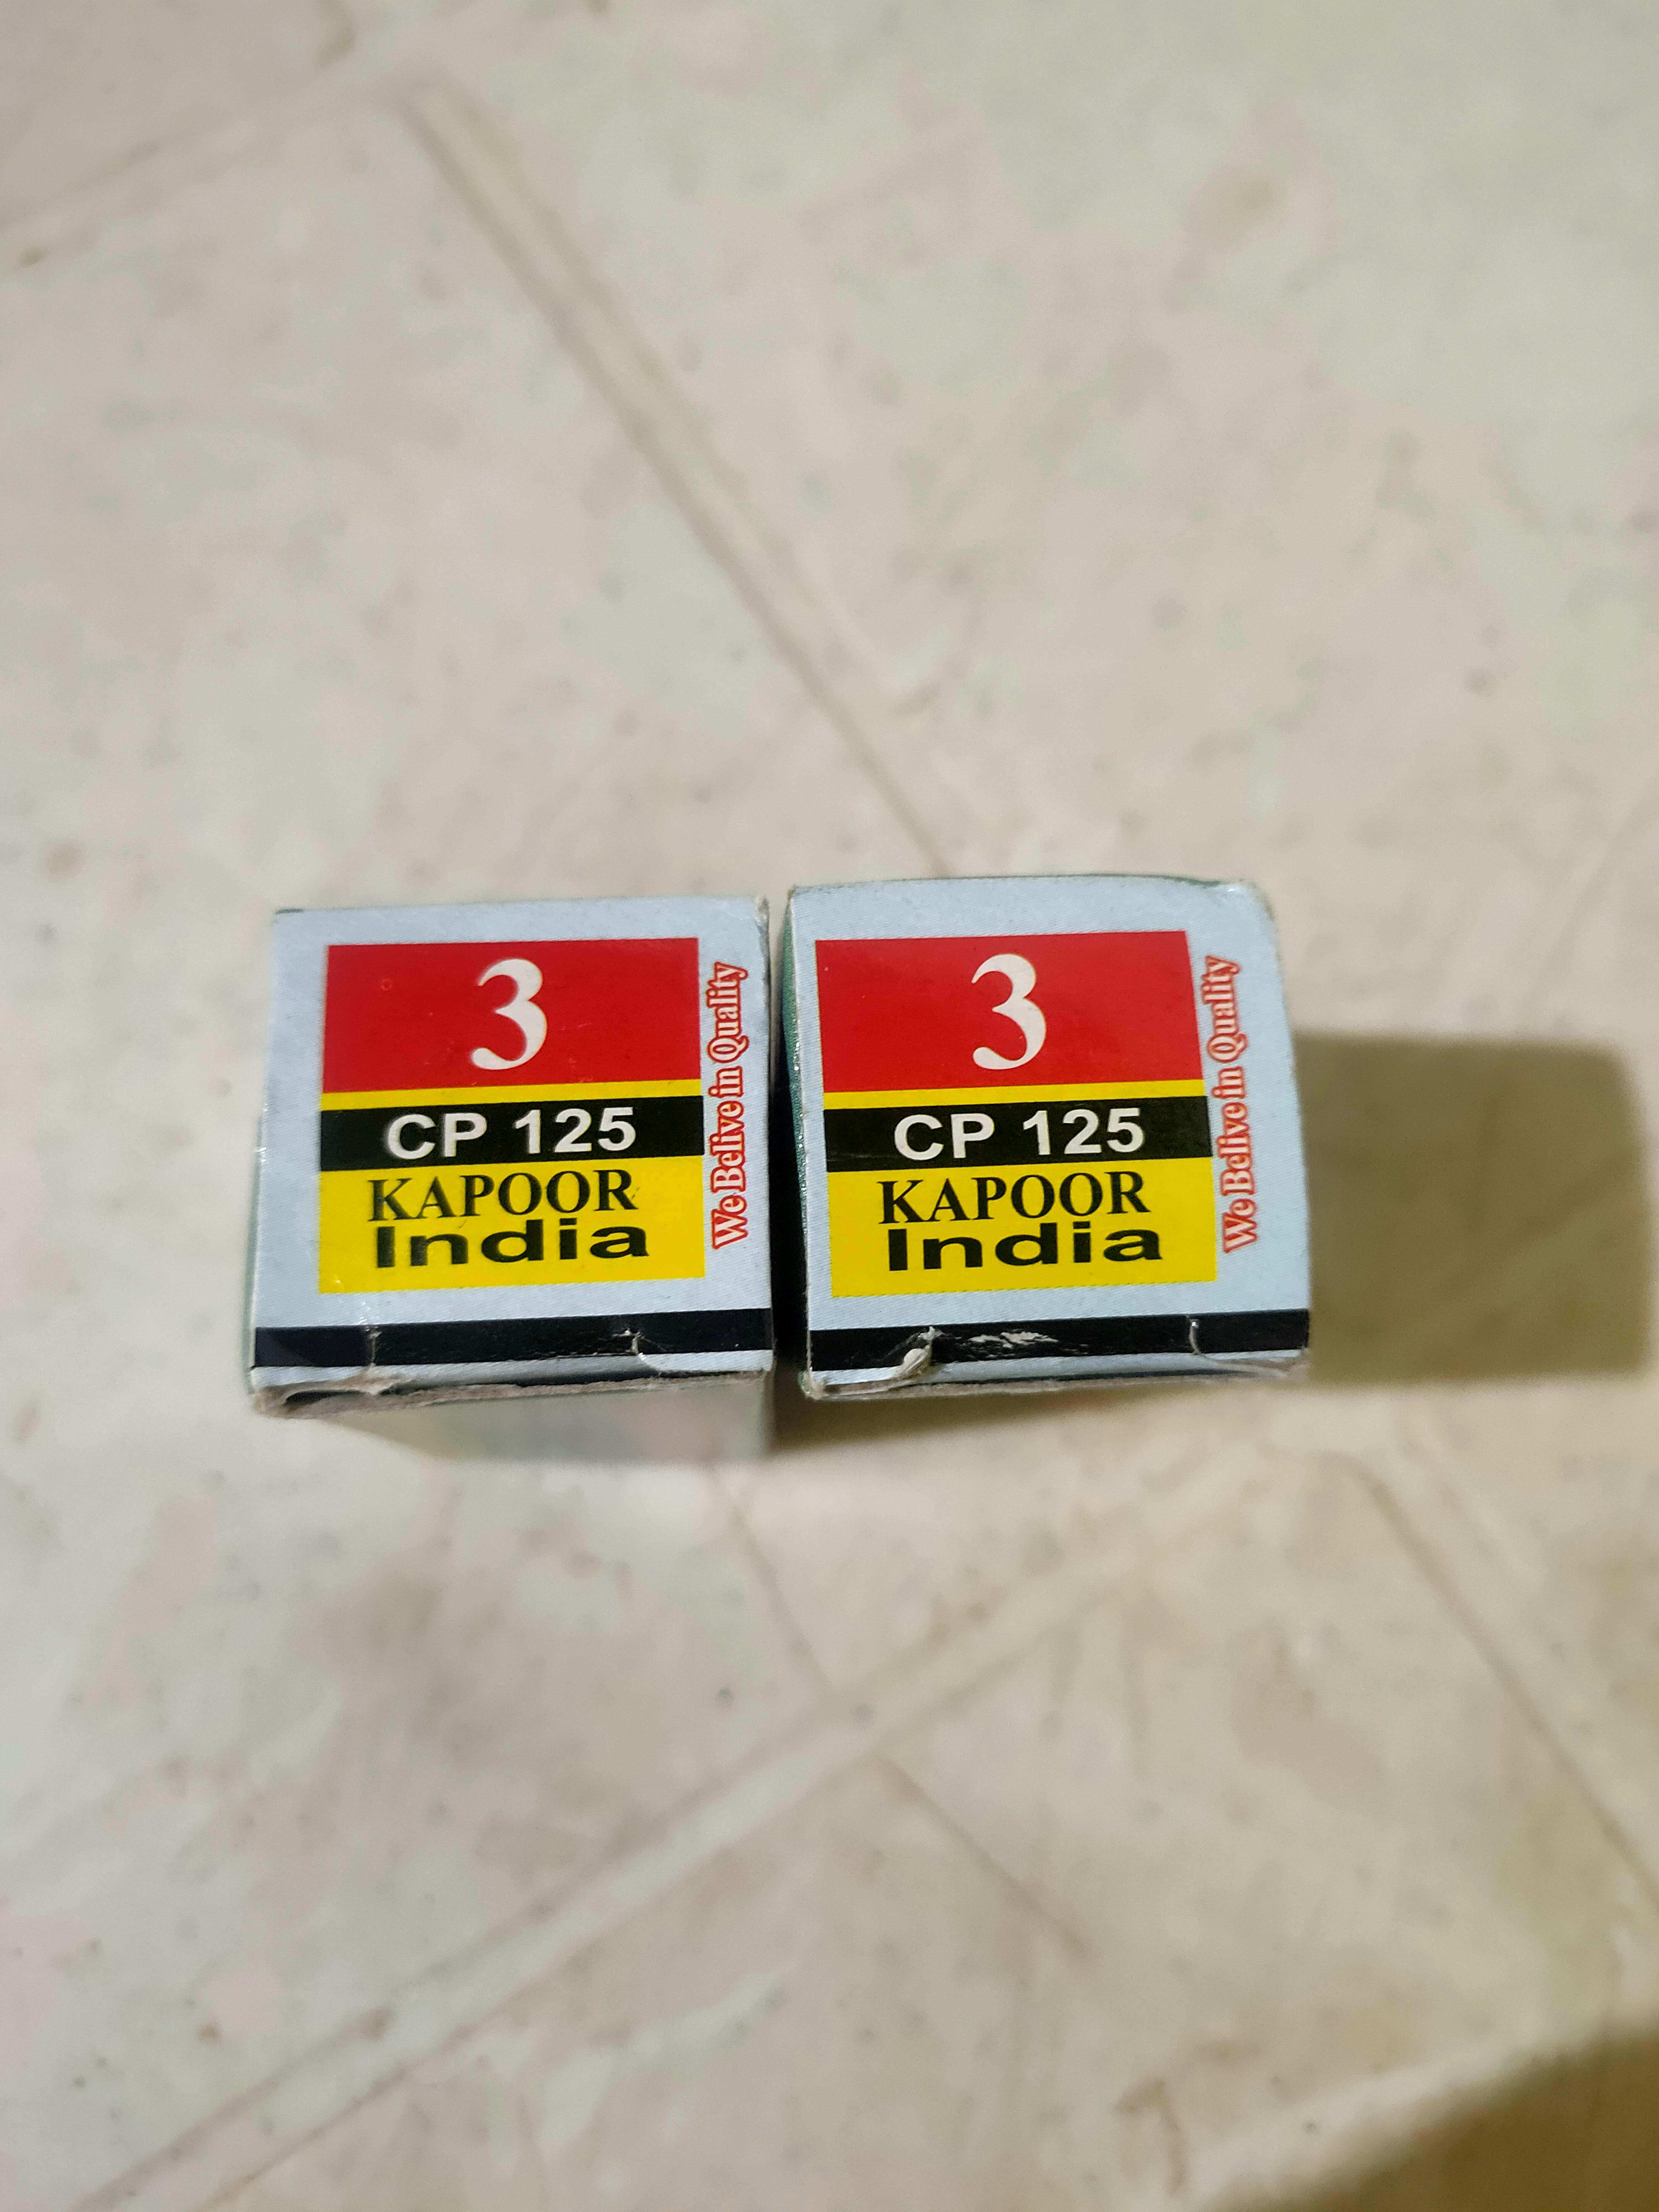 3
CP 125
KAPOOR
India
We Belive in Quality
3
CP 125
KAPOOR
India
We Belive in Quality